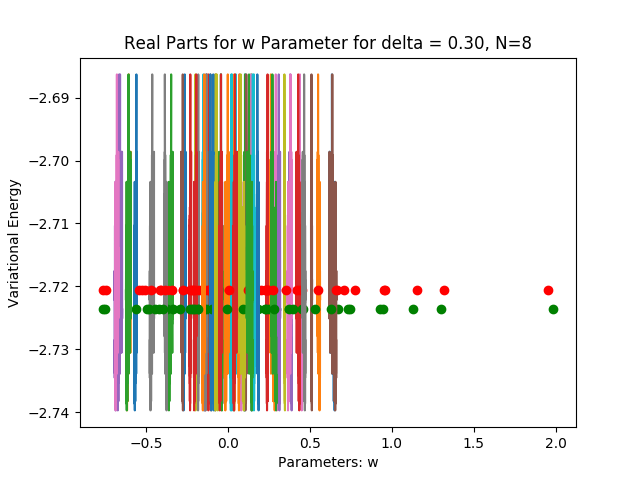 Real Parts for w Parameter for delta = 0.30, N=8
Variational Energy
−2.69
−2.70
−2.71
−2.72
−2.73
−2.74
−0.5 0.0 0.5 1.0 1.5 2.0
Parameters: w